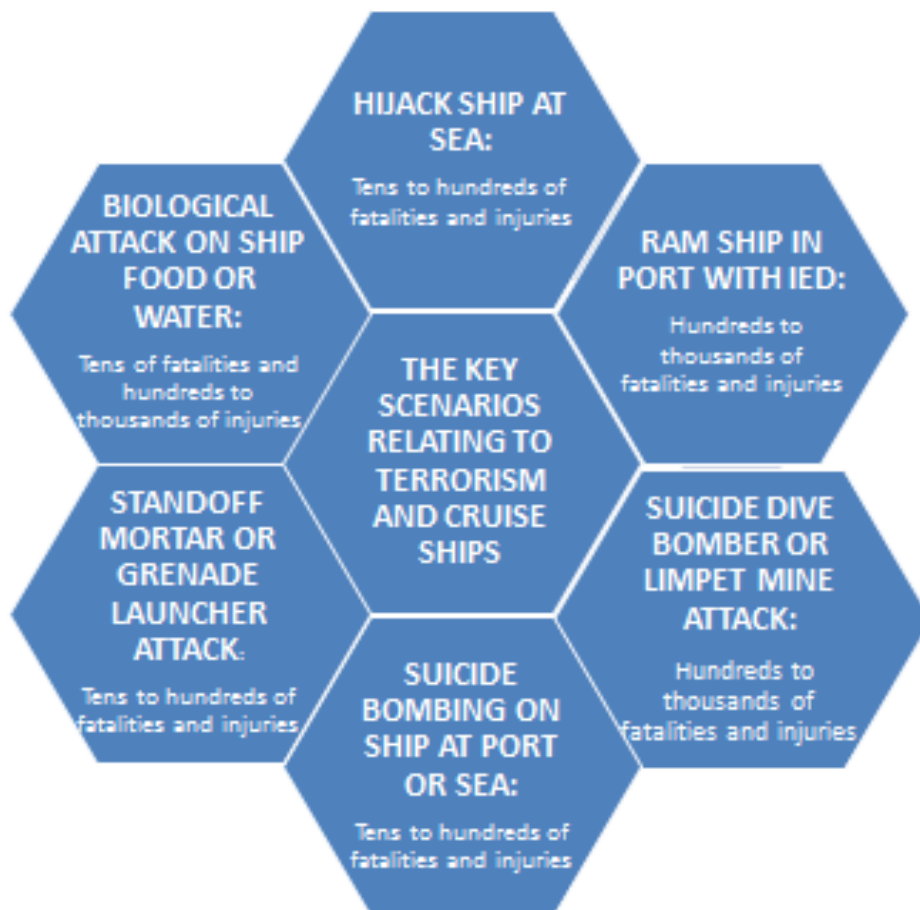 HIJACK SHIP AT
SEA:
Tens to hundreds of
fatalities and injuries
RAM SHIP IN
PORT WITH IED:
Hundreds to
thousands of
fatalities and injuries
SUICIDE DIVE
BOMBER OR
LIMPET MINE
ATTACK:
Hundreds to
thousands of
fatalities and injuries
SUICIDE
BOMBING ON
SHIP AT PORT
OR SEA:
Tens to hundreds of
fatalities and injuries
STANDOFF
MORTAR OR
GRENADE
LAUNCHER
ATTACK:
Tens to hundreds of
fatalities and injuries
BIOLOGICAL
ATTACK ON SHIP
FOOD OR
WATER:
Tens of fatalities and
hundreds to
thousands of injuries
THE KEY
SCENARIOS
RELATING TO
TERRORISM
AND CRUISE
SHIPS